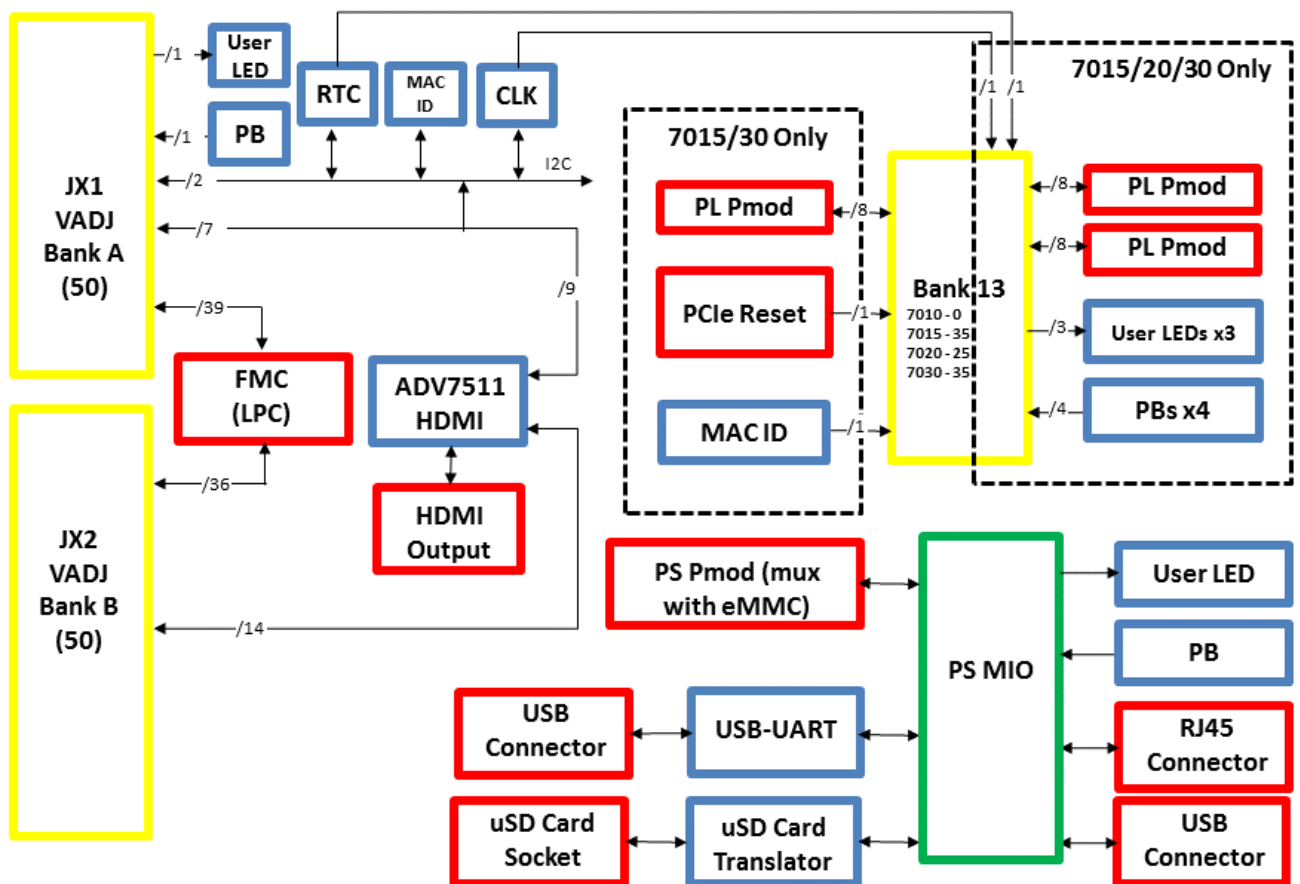 JX1
VADJ
Bank A
(50)
/1
User
LED
/1
PB
RTC
MAC
ID
CLK
/2
I2C
/7
/9
/39
FMC
(LPC)
/36
ADV7511
HDMI
HDMI
Output
JX2
VADJ
Bank B
(50)
/14
7015/30 Only
PL Pmod
/8
PCIe Reset
/1
MAC ID
/1
Bank 13
7010 - 0
7015 - 35
7020 - 25
7030 - 35
/1
/1
7015/20/30 Only
/8
PL Pmod
/8
PL Pmod
/3
User LEDs x3
/4
PBs x4
PS Pmod (mux
with eMMC)
PS MIO
User LED
PB
USB
Connector
USB-UART
RJ45
Connector
uSD Card
Socket
uSD Card
Translator
USB
Connector